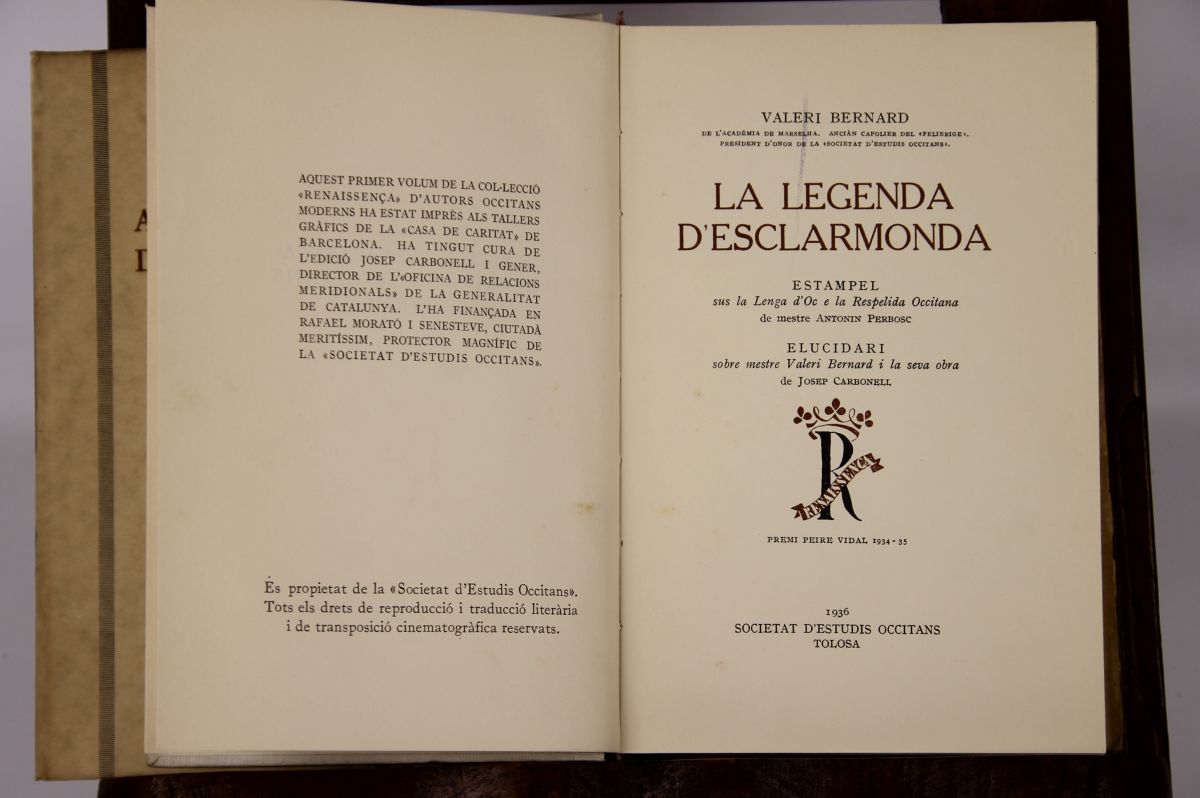 AQUEST PRIMER VOLUM DE LA COL·LECCIÓ
«RENAISSENÇA» D'AUTORS OCCITANS
MODERNS HA ESTAT IMPRÈS ALS TALLERS
GRÀFICS DE LA «CASA DE CARITAT» DE
BARCELONA. HA TINGUT CURA DE
L'EDICIÓ JOSEP CARBONELL I GENER,
DIRECTOR DE L'«OFICINA DE RELACIONS
MERIDIONALS» DE LA GENERALITAT
DE CATALUNYA. L'HA FINANÇADA EN
RAFAEL MORATÓ I SENESTEVE, CIUTADÀ
MERITÍSSIM, PROTECTOR MAGNÍFIC DE
LA «SOCIETAT D'ESTUDIS OCCITANS».
És propietat de la «Societat d'Estudis Occitans».
Tots els drets de reproducció i traducció literària
i de transposició cinematogràfica reservats.
VALERI BERNARD
DE L'ACADÉMIA DE MARSELHA. ANCIÀN CAPOLIER DEL «FELIBRIGE».
PRESIDENT D'ONOR DE LA «SOCIETAT D'ESTUDIS OCCITANS».
LA LEGENDA
D'ESCLARMONDA
ESTAMPEL
sus la Lenga d'Oc e la Respelida Occitana
de mestre ANTONIN PERBOSC
ELUCIDARI
sobre mestre Valeri Bernard i la seva obra
de JOSEP CARBONELL
R
RENAISSENÇA
PREMI PEIRE VIDAL 1934-35
1936
SOCIETAT D'ESTUDIS OCCITANS
TOLOSA